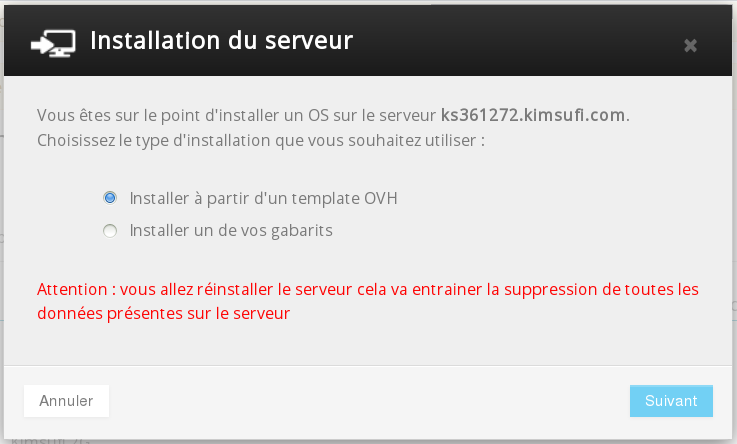 Installation du serveur
Vous êtes sur le point d'installer un OS sur le serveur ks361272.kimsufi.com.
Choisissez le type d'installation que vous souhaitez utiliser :
Installer à partir d'un template OVH
Installer un de vos gabarits
Attention : vous allez réinstaller le serveur cela va entrainer la suppression de toutes les
données présentes sur le serveur
Annuler
Suivant
Kimsufi 2G